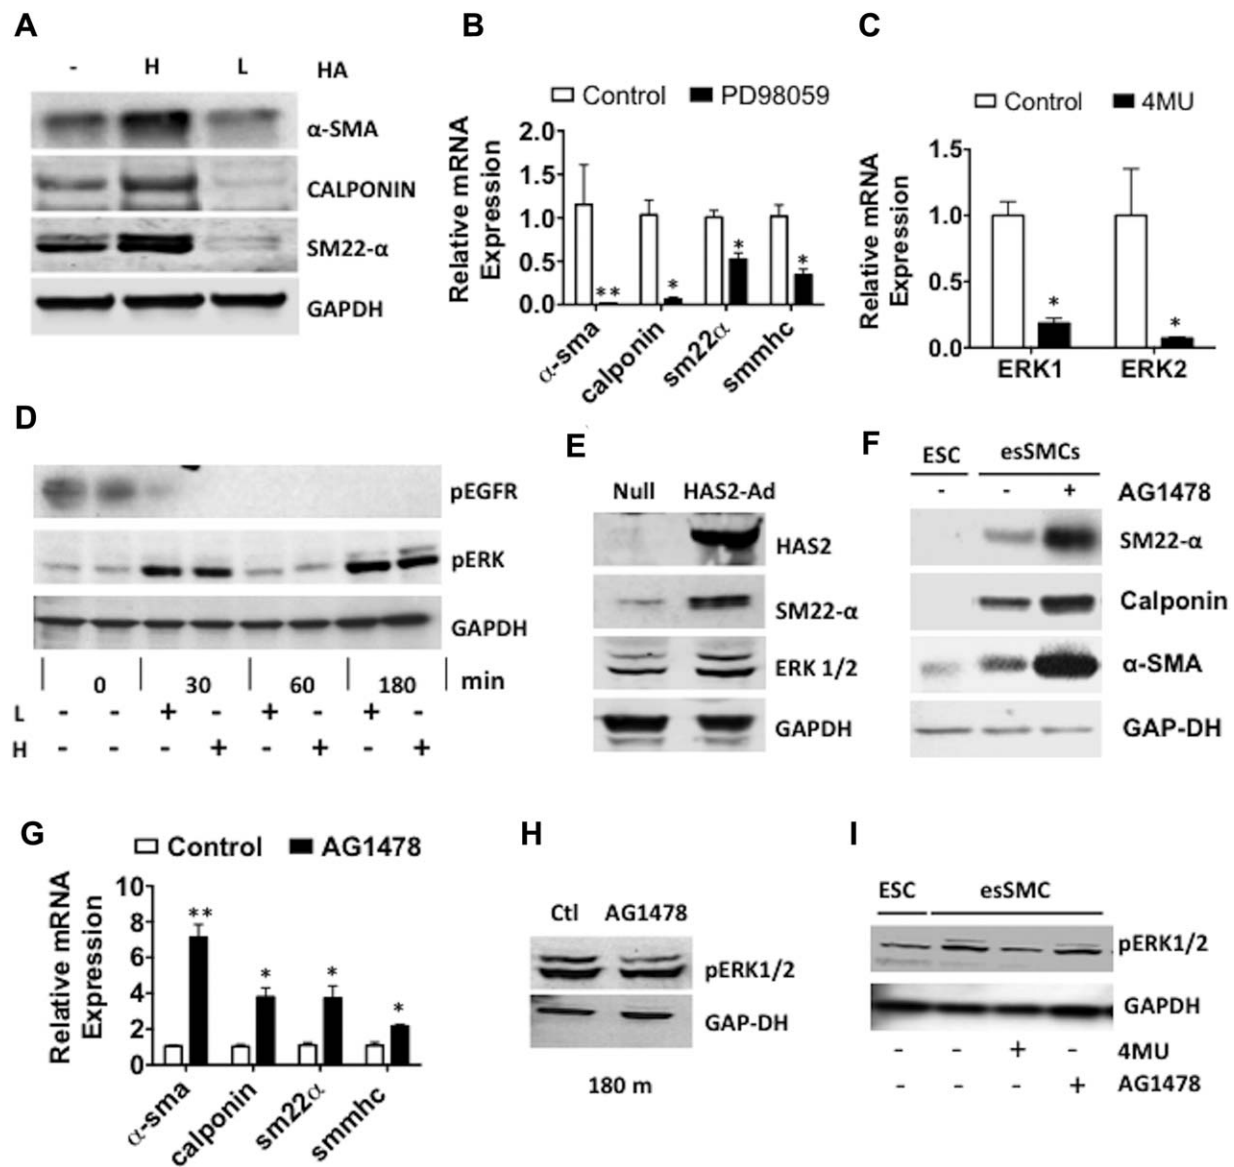 A
- H L HA
α-SMA
CALPONIN
SM22-α
GAPDH
B
Control PD98059
Relative mRNA
Expression
2.0
1.5
1.0
0.5
0.0
** * * *
α-sma calponin sm22α smmhc
C
Control 4MU
Relative mRNA
Expression
1.5
1.0
0.5
0.0
* *
ERK1 ERK2
D
pEGFR
pERK
GAPDH
0 30 60 180 min
L - - + - + - + -
H - - - + - + - +
E
Null HAS2-Ad
HAS2
SM22-α
ERK 1/2
GAPDH
F
ESC esSMCs
- - + AG1478
SM22-α
Calponin
α-SMA
GAP-DH
G
Control AG1478
Relative mRNA
Expression
10
8
6
4
2
0
** * * *
α-sma calponin sm22α smmhc
H
Ctl AG1478
pERK1/2
GAP-DH
180 m
I
ESC esSMC
pERK1/2
GAPDH
- - + - 4MU
- - - + AG1478